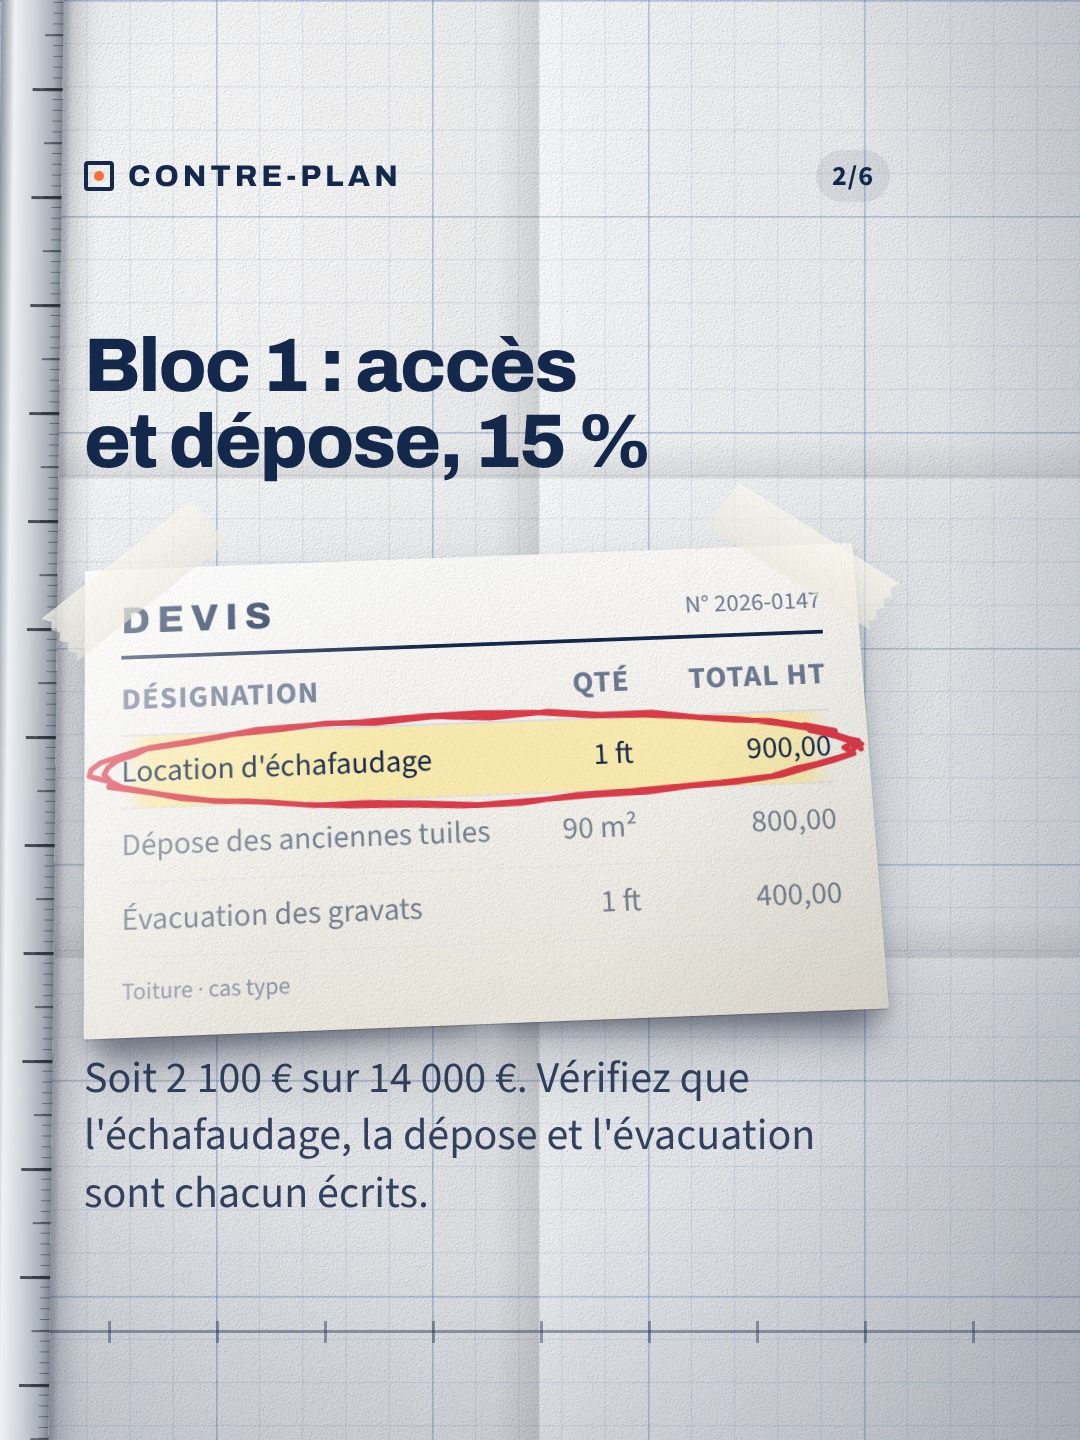 CONTRE-PLAN
2/6
Bloc 1 : accès
et dépose, 15 %
DEVIS
N° 2026-0147
DÉSIGNATION QTÉ TOTAL HT
Location d'échafaudage 1 ft 900,00
Dépose des anciennes tuiles 90 m² 800,00
Évacuation des gravats 1 ft 400,00
Toiture · cas type
Soit 2 100 € sur 14 000 €. Vérifiez que
l'échafaudage, la dépose et l'évacuation
sont chacun écrits.